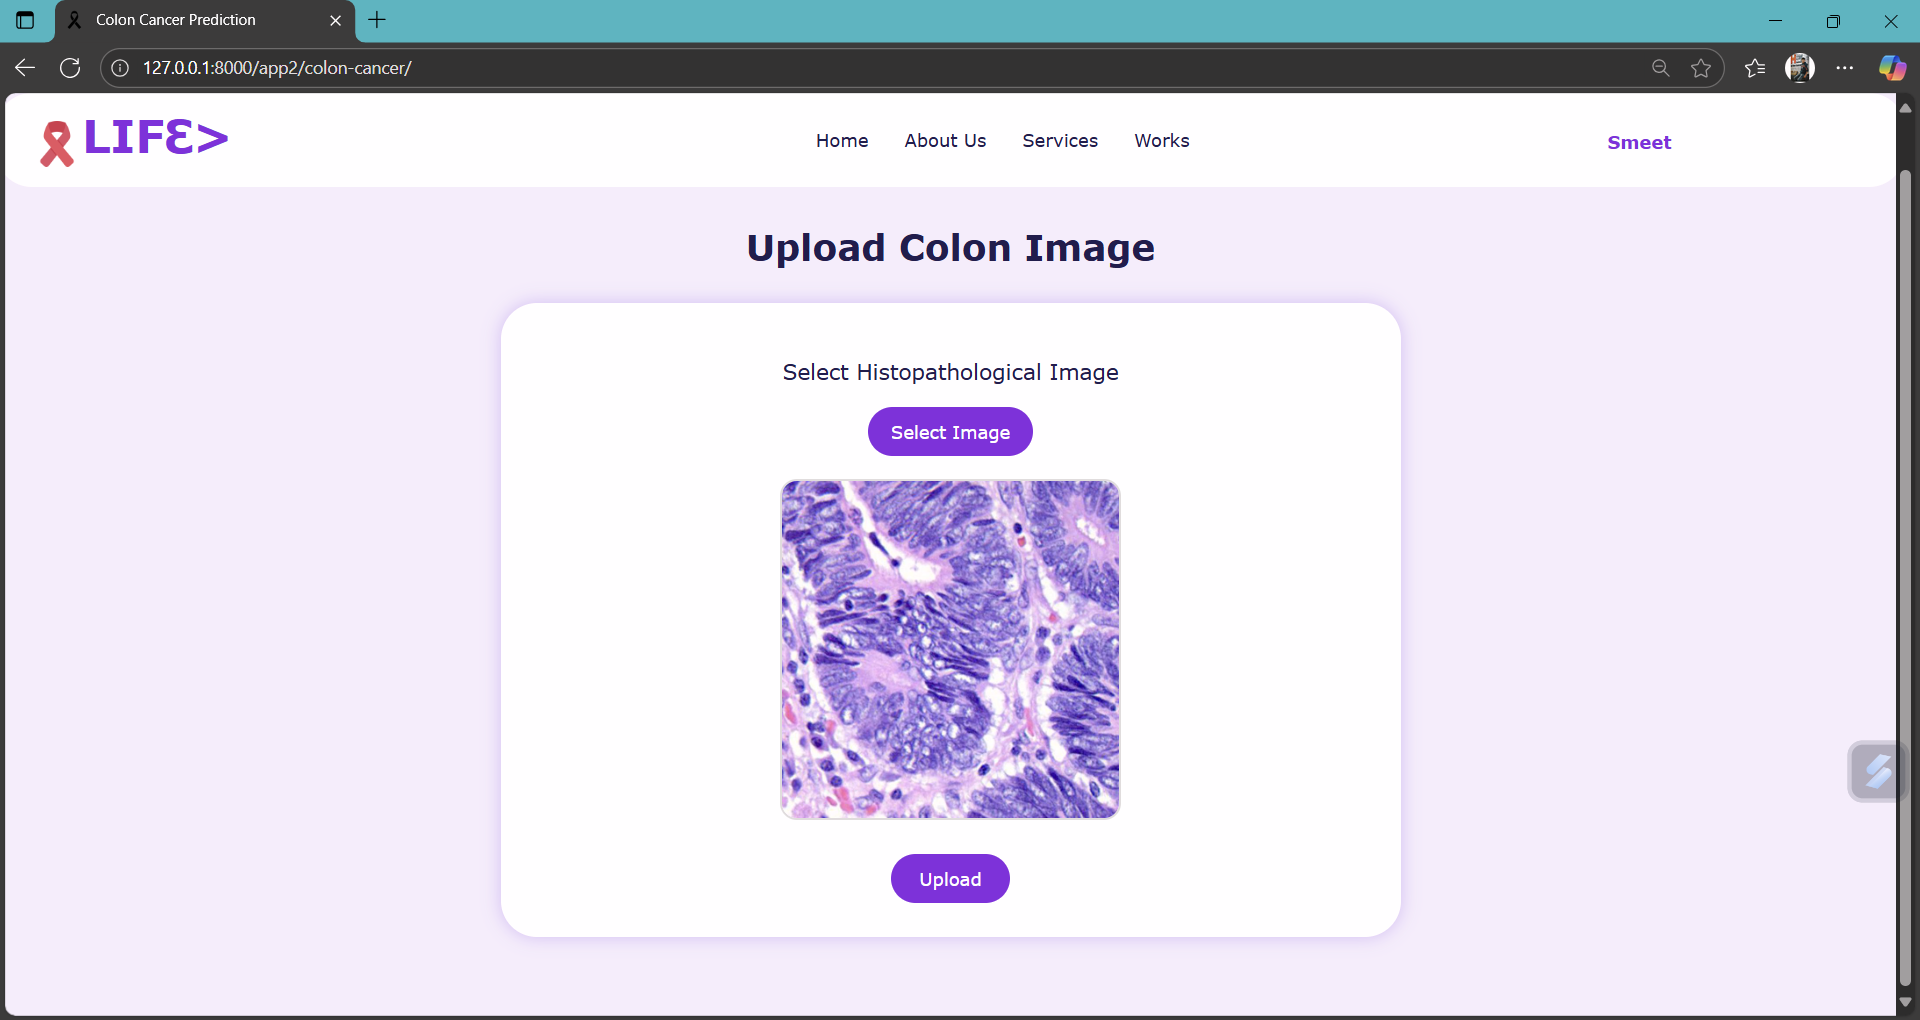 Colon Cancer Prediction
127.0.0.1:8000/app2/colon-cancer/
LIFƐ>
Home About Us Services Works
Smeet
Upload Colon Image
Select Histopathological Image
Select Image
Upload